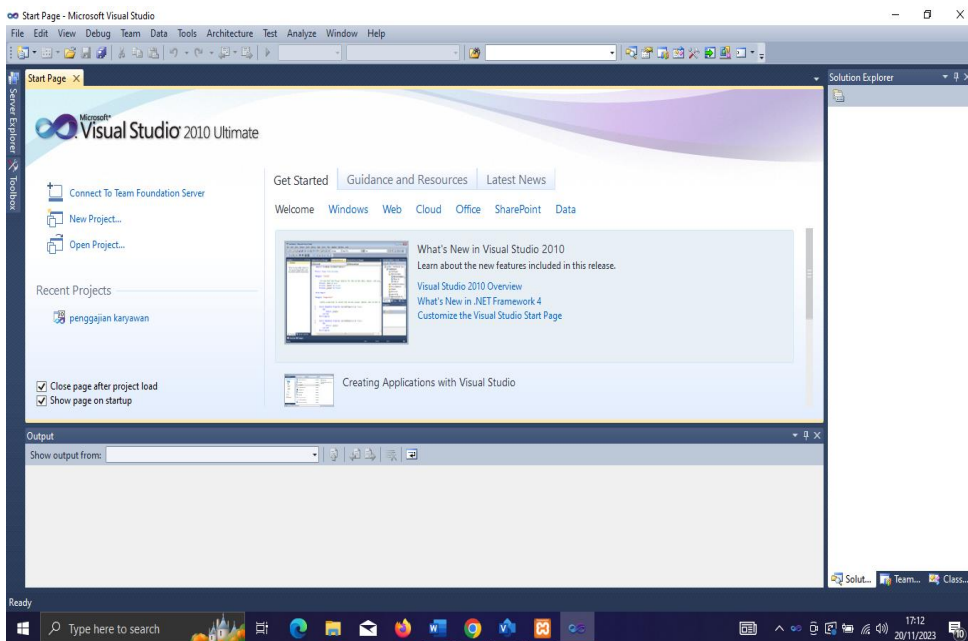 Start Page - Microsoft Visual Studio
File Edit View Debug Team Data Tools Architecture Test Analyze Window Help
Start Page
Solution Explorer
Server Explorer
Toolbox
Microsoft
Visual Studio 2010 Ultimate
Connect To Team Foundation Server
New Project...
Open Project...
Recent Projects
penggajian karyawan
Close page after project load
Show page on startup
Get Started Guidance and Resources Latest News
Welcome Windows Web Cloud Office SharePoint Data
What's New in Visual Studio 2010
Learn about the new features included in this release.
Visual Studio 2010 Overview
What's New in .NET Framework 4
Customize the Visual Studio Start Page
Creating Applications with Visual Studio
Output
Show output from:
Solut... Team... Class...
Ready
Type here to search
17:12
20/11/2023